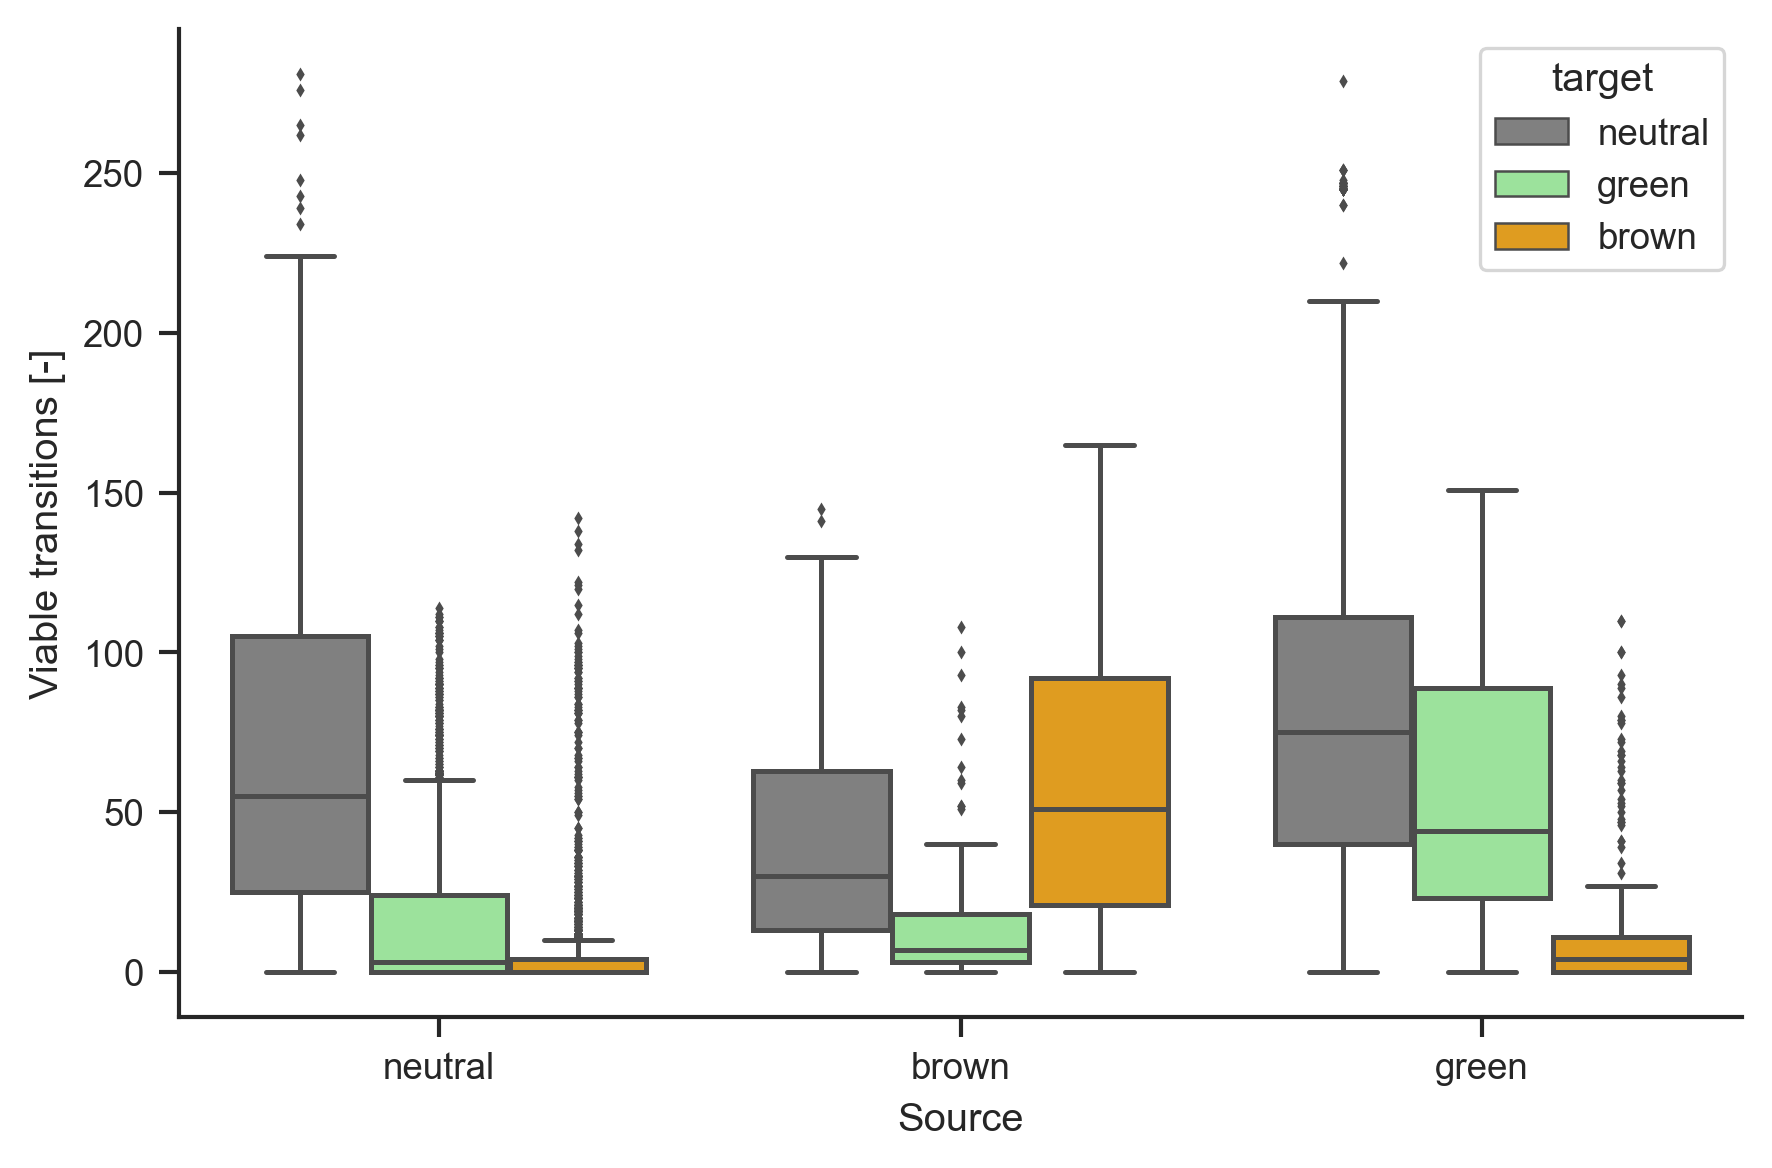 target
neutral
green
brown
Viable transitions [-]
250
200
150
100
50
0
neutral brown green
Source